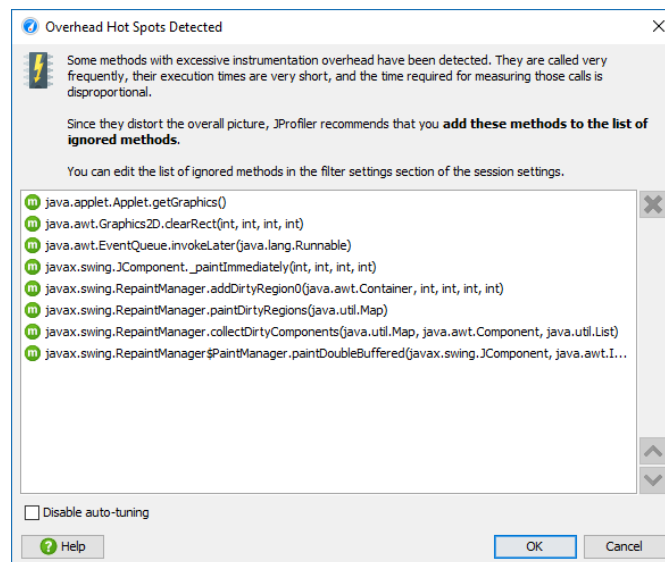 Overhead Hot Spots Detected
Some methods with excessive instrumentation overhead have been detected. They are called very
frequently, their execution times are very short, and the time required for measuring those calls is
disproportional.
Since they distort the overall picture, JProfiler recommends that you add these methods to the list of
ignored methods.
You can edit the list of ignored methods in the filter settings section of the session settings.
m java.applet.Applet.getGraphics()
m java.awt.Graphics2D.clearRect(int, int, int, int)
m java.awt.EventQueue.invokeLater(java.lang.Runnable)
m javax.swing.JComponent._paintImmediately(int, int, int, int)
m javax.swing.RepaintManager.addDirtyRegion0(java.awt.Container, int, int, int, int)
m javax.swing.RepaintManager.paintDirtyRegions(java.util.Map)
m javax.swing.RepaintManager.collectDirtyComponents(java.util.Map, java.awt.Component, java.util.List)
m javax.swing.RepaintManager$PaintManager.paintDoubleBuffered(javax.swing.JComponent, java.awt.I...
Disable auto-tuning
? Help
OK
Cancel